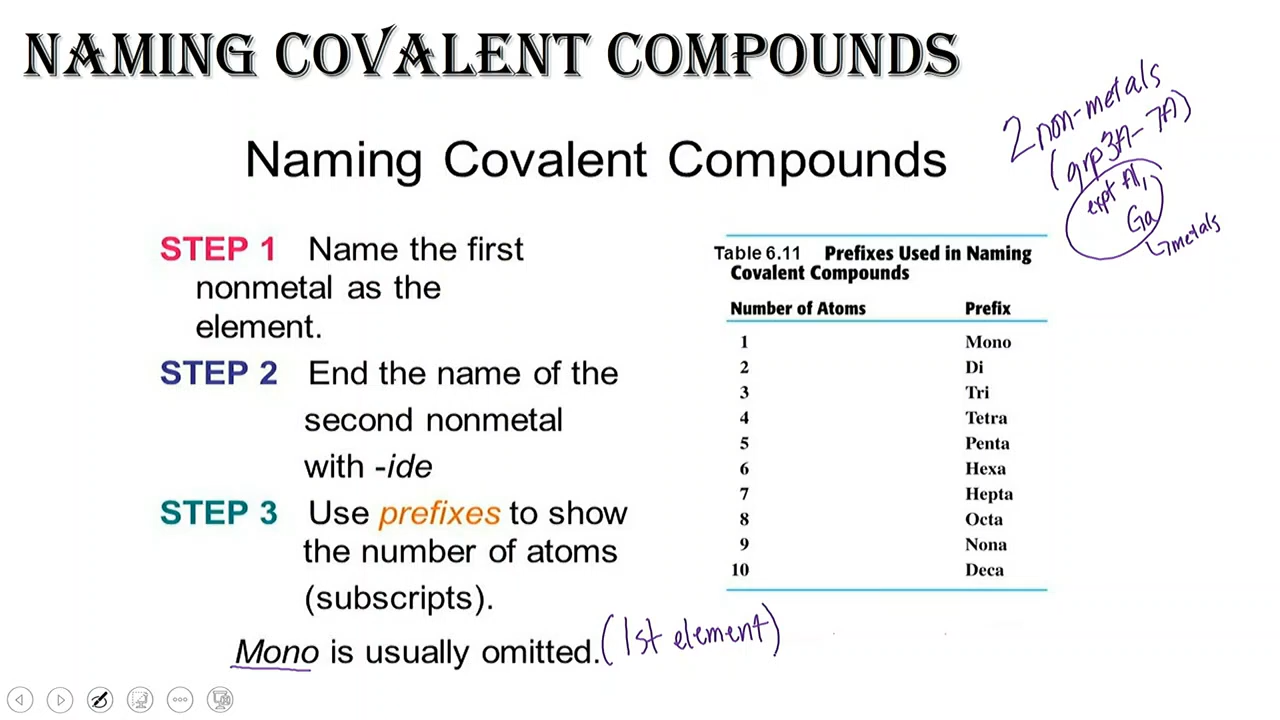 NAMING COVALENT COMPOUNDS
Naming Covalent Compounds
2 non-metals
(grp 3A - 7A)
expt Al,
Ga
↳ metals
STEP 1 Name the first
nonmetal as the
element.
STEP 2 End the name of the
second nonmetal
with -ide
STEP 3 Use prefixes to show
the number of atoms
(subscripts).
Mono is usually omitted. (1st element)
Table 6.11 Prefixes Used in Naming
Covalent Compounds
Number of Atoms Prefix
1 Mono
2 Di
3 Tri
4 Tetra
5 Penta
6 Hexa
7 Hepta
8 Octa
9 Nona
10 Deca